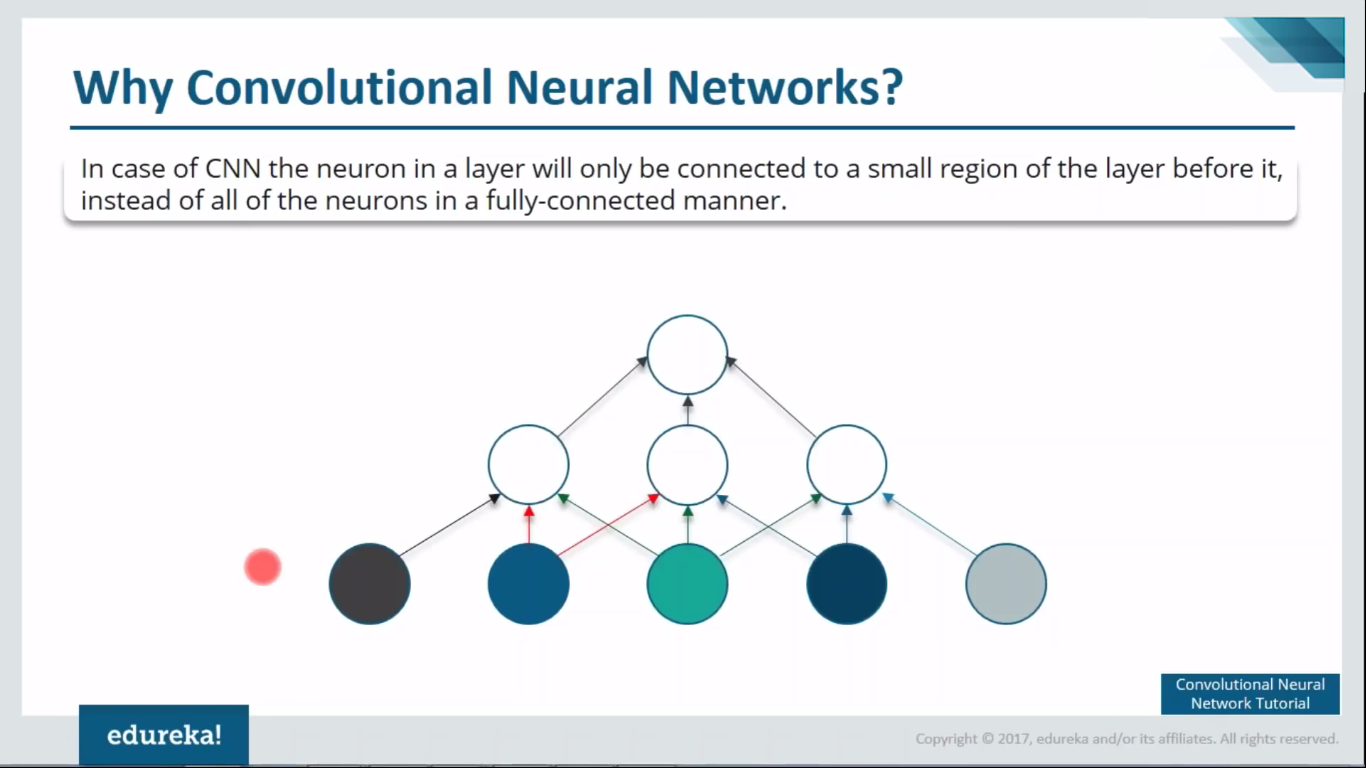 Why Convolutional Neural Networks?
In case of CNN the neuron in a layer will only be connected to a small region of the layer before it,
instead of all of the neurons in a fully-connected manner.
Convolutional Neural
Network Tutorial
edureka!
Copyright © 2017, edureka and/or its affiliates. All rights reserved.